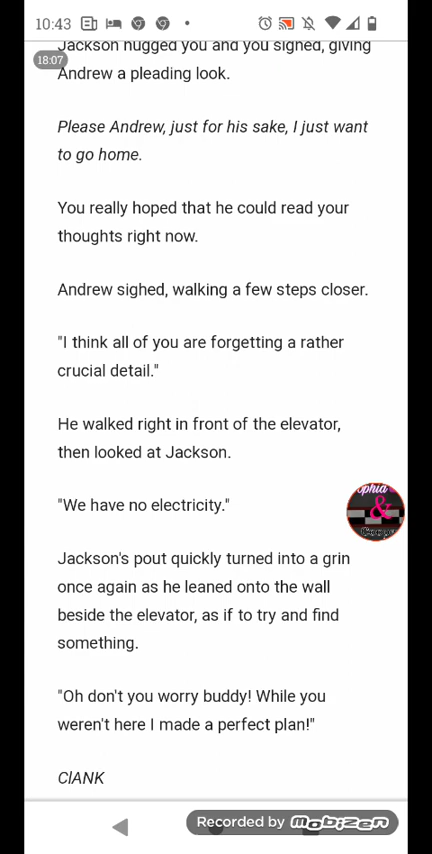 10:43
Jackson hugged you and you signed, giving
18:07
Andrew a pleading look.
Please Andrew, just for his sake, I just want
to go home.
You really hoped that he could read your
thoughts right now.
Andrew sighed, walking a few steps closer.
"I think all of you are forgetting a rather
crucial detail."
He walked right in front of the elevator,
then looked at Jackson.
"We have no electricity."
ophia
&
Jackson's pout quickly turned into a grin
once again as he leaned onto the wall
beside the elevator, as if to try and find
something.
"Oh don't you worry buddy! While you
weren't here I made a perfect plan!"
ClANK
Recorded by Mobizen